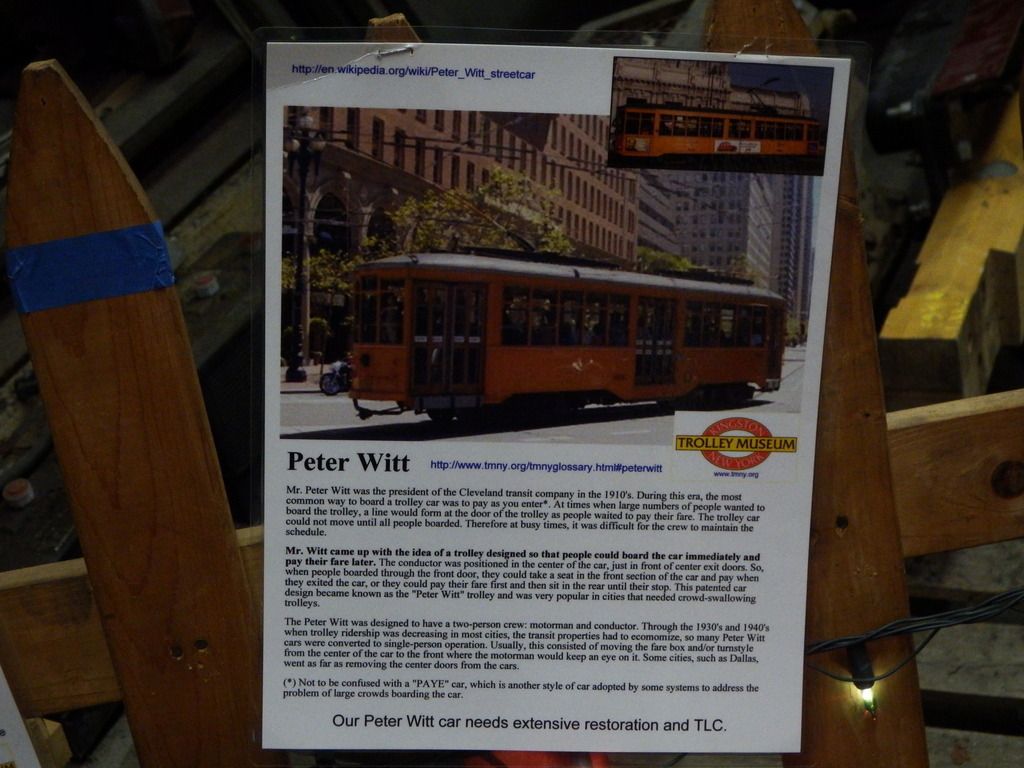 http://en.wikipedia.org/wiki/Peter_Witt_streetcar
KINGSTON
TROLLEY MUSEUM
NEW YORK
www.tmny.org
Peter Witt http://www.tmny.org/tmnyglossary.html#peterwitt
Mr. Peter Witt was the president of the Cleveland transit company in the 1910's. During this era, the most
common way to board a trolley car was to pay as you enter*. At times when large numbers of people wanted to
board the trolley, a line would form at the door of the trolley as people waited to pay their fare. The trolley car
could not move until all people boarded. Therefore at busy times, it was difficult for the crew to maintain the
schedule.
Mr. Witt came up with the idea of a trolley designed so that people could board the car immediately and
pay their fare later. The conductor was positioned in the center of the car, just in front of center exit doors. So,
when people boarded through the front door, they could take a seat in the front section of the car and pay when
they exited the car, or they could pay their fare first and then sit in the rear until their stop. This patented car
design became known as the "Peter Witt" trolley and was very popular in cities that needed crowd-swallowing
trolleys.
The Peter Witt was designed to have a two-person crew: motorman and conductor. Through the 1930's and 1940's
when trolley ridership was decreasing in most cities, the transit properties had to ecomomize, so many Peter Witt
cars were converted to single-person operation. Usually, this consisted of moving the fare box and/or turnstyle
from the center of the car to the front where the motorman would keep an eye on it. Some cities, such as Dallas,
went as far as removing the center doors from the cars.
(*) Not to be confused with a "PAYE" car, which is another style of car adopted by some systems to address the
problem of large crowds boarding the car.
Our Peter Witt car needs extensive restoration and TLC.